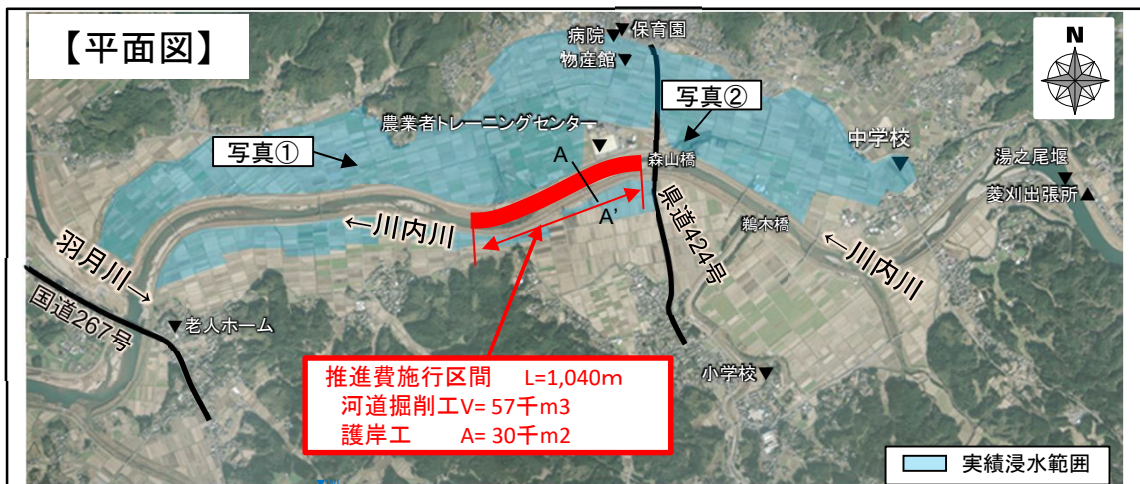 【平面図】
病院
保育園
物産館
N
写真②
農業者トレーニングセンター
写真①
中学校
A
森山橋
湯之尾堰
菱刈出張所
A'
←川内川
県道424号
鵜木橋
←川内川
羽月川→
国道267号
老人ホーム
推進費施行区間 L=1,040m
河道掘削工V= 57千m3
護岸工 A= 30千m2
小学校
実績浸水範囲